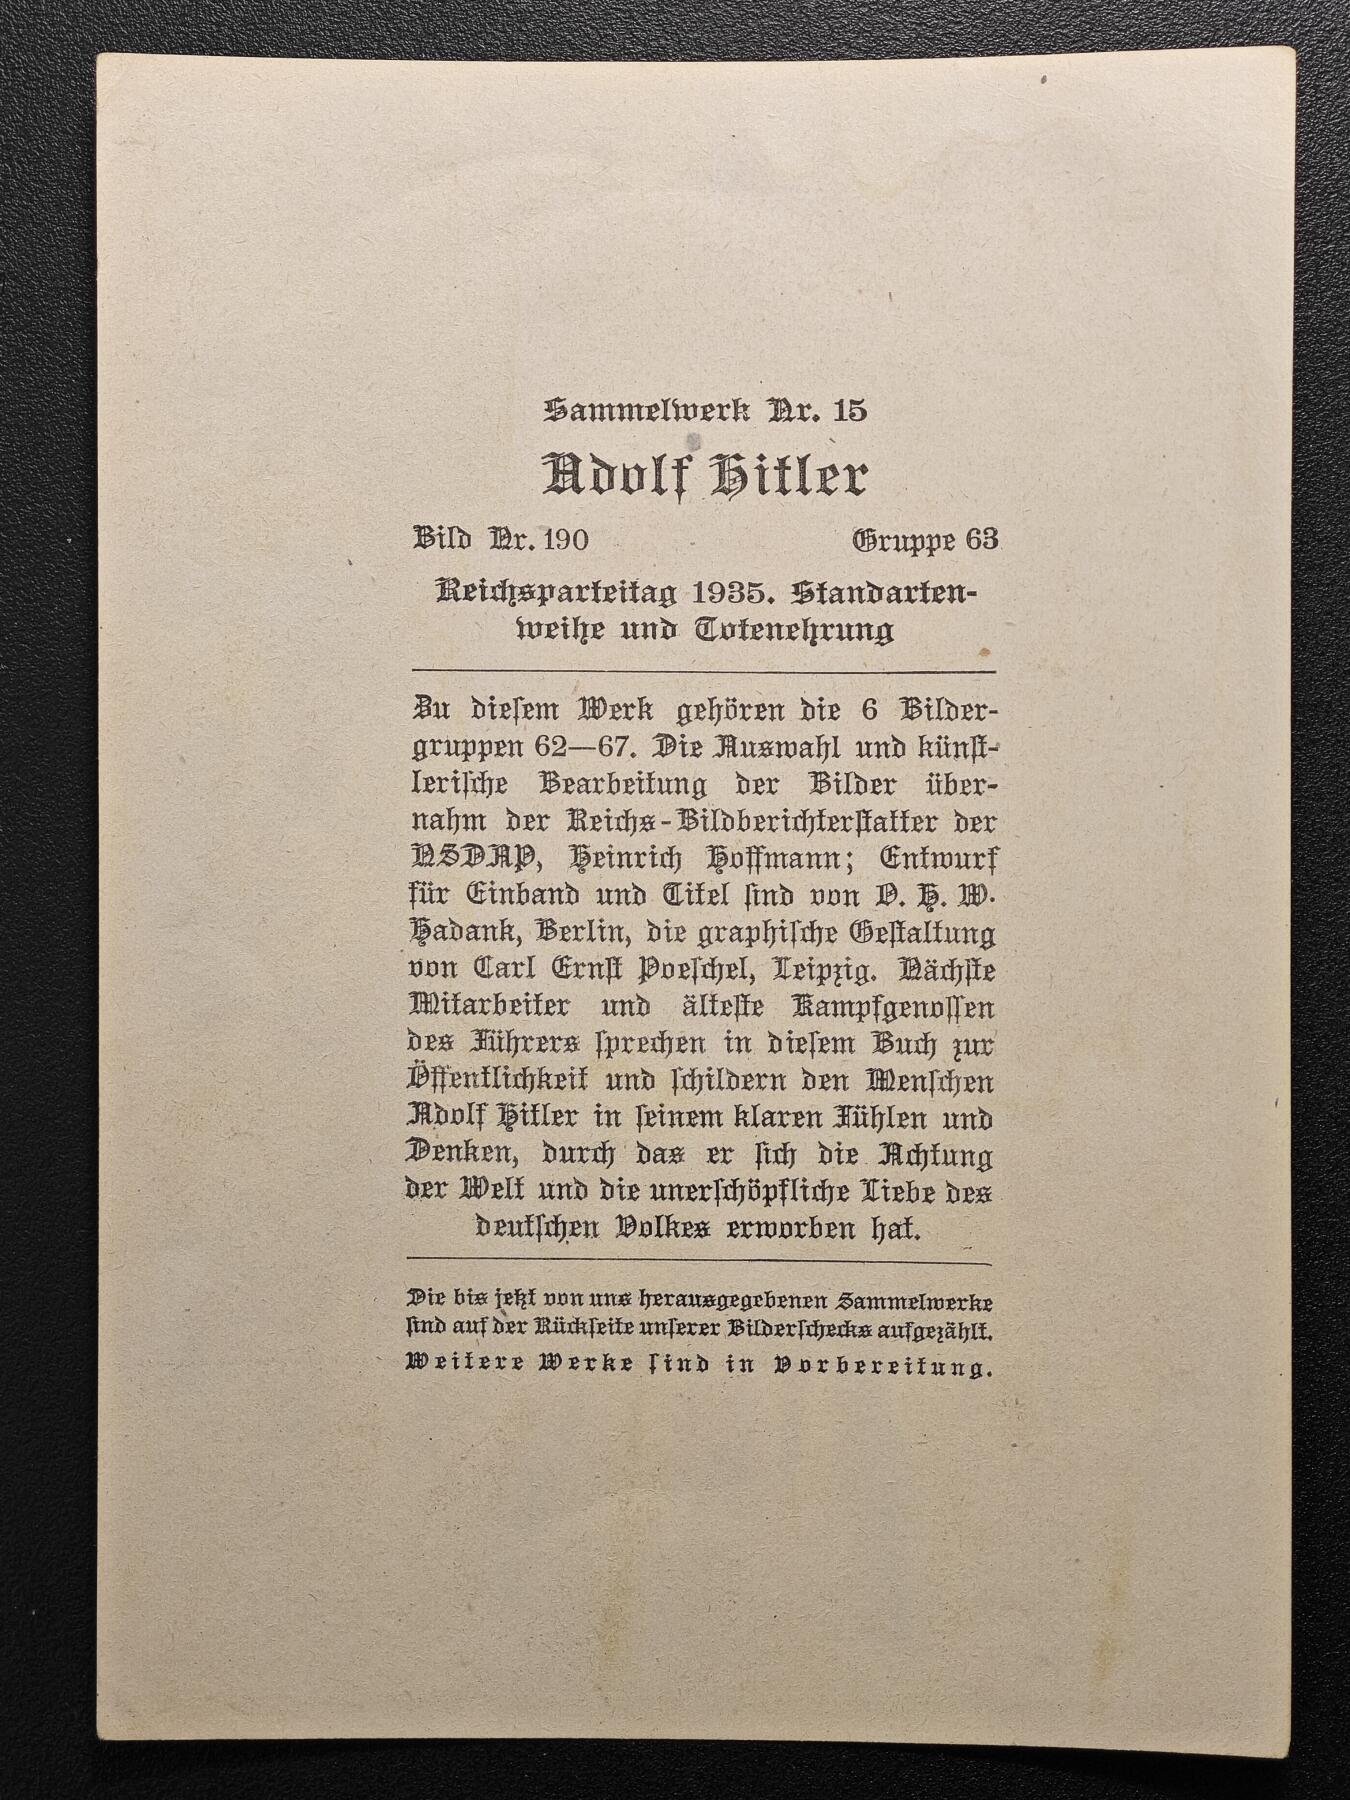 Sammelwerk Nr. 15
Adolf Hitler
Bild Nr. 190 Gruppe 63
Reichsparteitag 1935. Standarten-
weihe und Totenehrung
Zu diesem Werk gehören die 6 Bilder-
gruppen 62—67. Die Auswahl und künst-
lerische Bearbeitung der Bilder über-
nahm der Reichs-Bildberichterstatter der
NSDAP, Heinrich Hoffmann; Entwurf
für Einband und Titel sind von O. H. W.
Hadank, Berlin, die graphische Gestaltung
von Carl Ernst Poeschel, Leipzig. Nächste
Mitarbeiter und älteste Kampfgenossen
des Führers sprechen in diesem Buch zur
Öffentlichkeit und schildern den Menschen
Adolf Hitler in seinem klaren Fühlen und
Denken, durch das er sich die Achtung
der Welt und die unerschöpfliche Liebe des
deutschen Volkes erworben hat.
Die bis jetzt von uns herausgegebenen Sammelwerke
sind auf der Rückseite unserer Bilderschecks aufgezählt.
Weitere Werke sind in Vorbereitung.